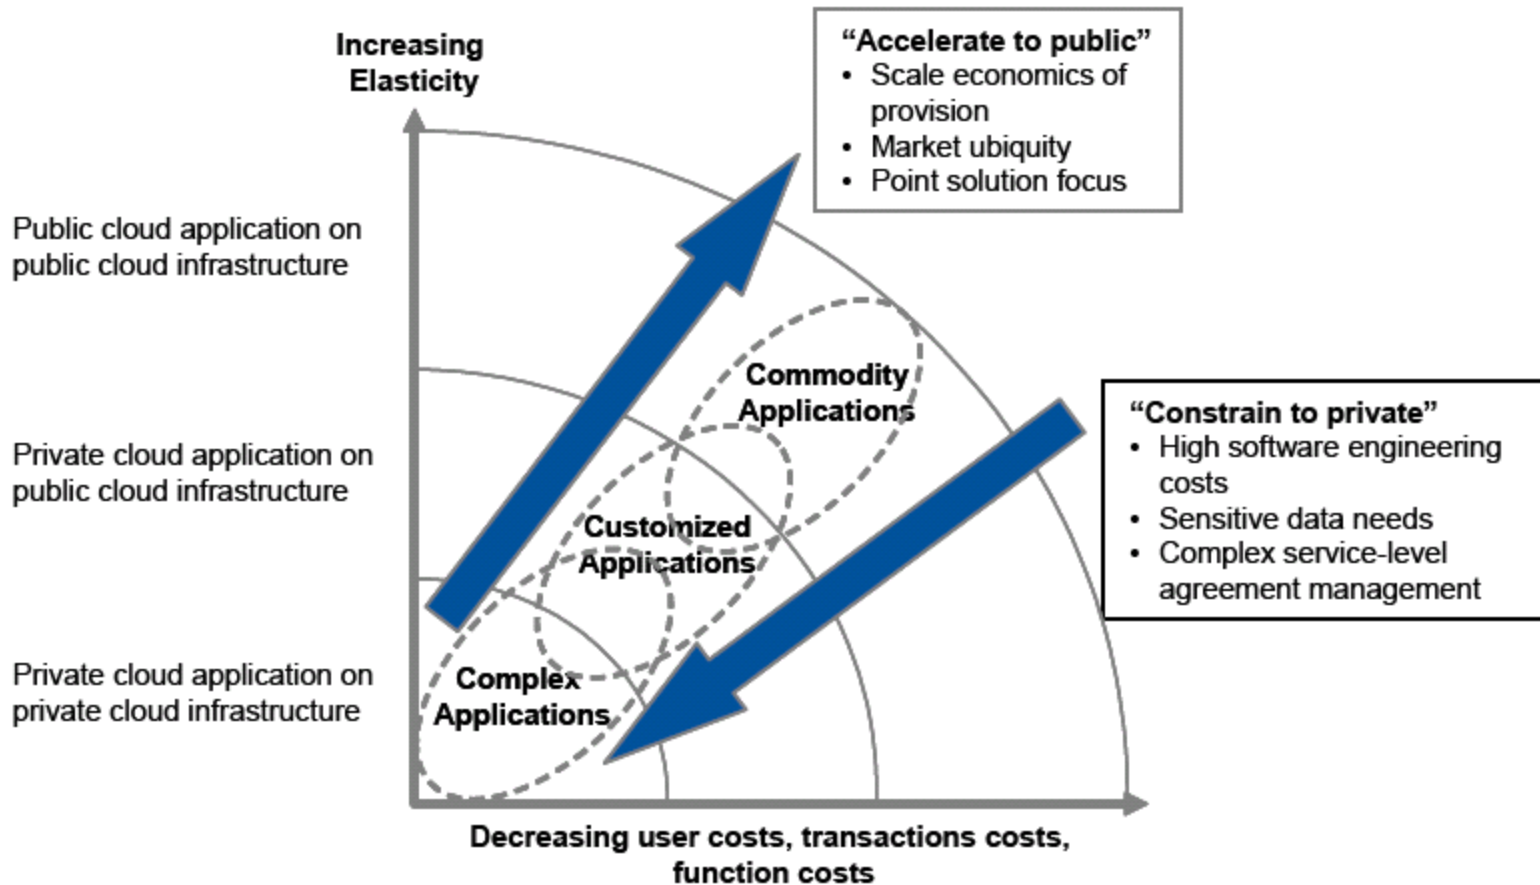 Increasing
Elasticity
“Accelerate to public”
• Scale economics of
provision
• Market ubiquity
• Point solution focus
Public cloud application on
public cloud infrastructure
Commodity
Applications
“Constrain to private”
• High software engineering
costs
• Sensitive data needs
• Complex service-level
agreement management
Private cloud application on
public cloud infrastructure
Customized
Applications
Private cloud application on
private cloud infrastructure
Complex
Applications
Decreasing user costs, transactions costs,
function costs